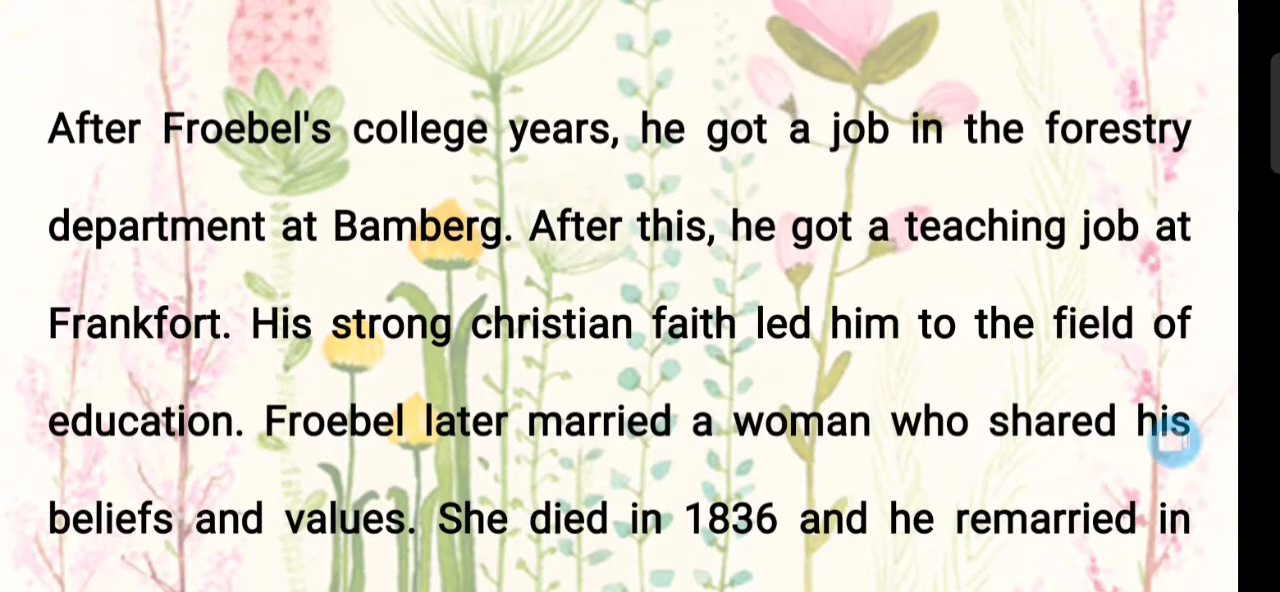 After Froebel's college years, he got a job in the forestry
department at Bamberg. After this, he got a teaching job at
Frankfort. His strong christian faith led him to the field of
education. Froebel later married a woman who shared his
beliefs and values. She died in 1836 and he remarried in